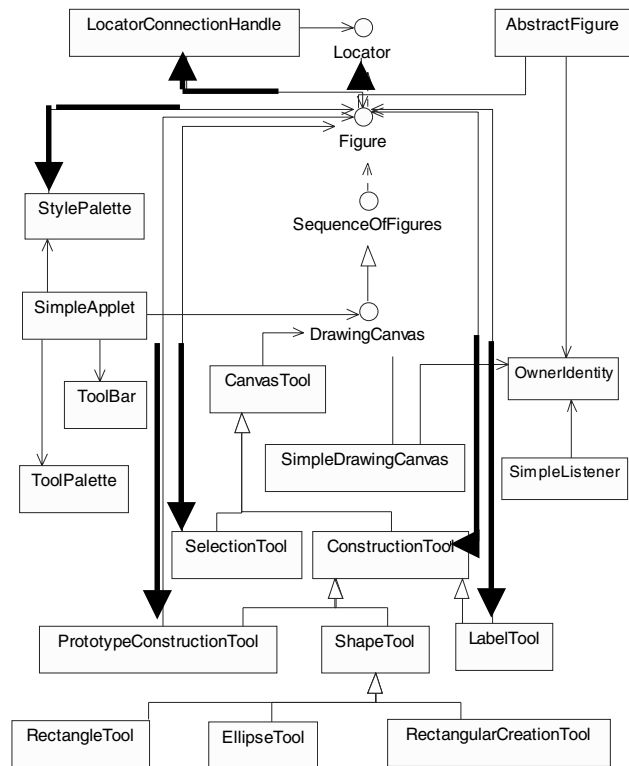 LocatorConnectionHandle
AbstractFigure
Locator
Figure
StylePalette
SequenceOfFigures
SimpleApplet
DrawingCanvas
CanvasTool
OwnerIdentity
ToolBar
SimpleDrawingCanvas
SimpleListener
ToolPalette
SelectionTool
ConstructionTool
PrototypeConstructionTool
ShapeTool
LabelTool
RectangleTool
EllipseTool
RectangularCreationTool